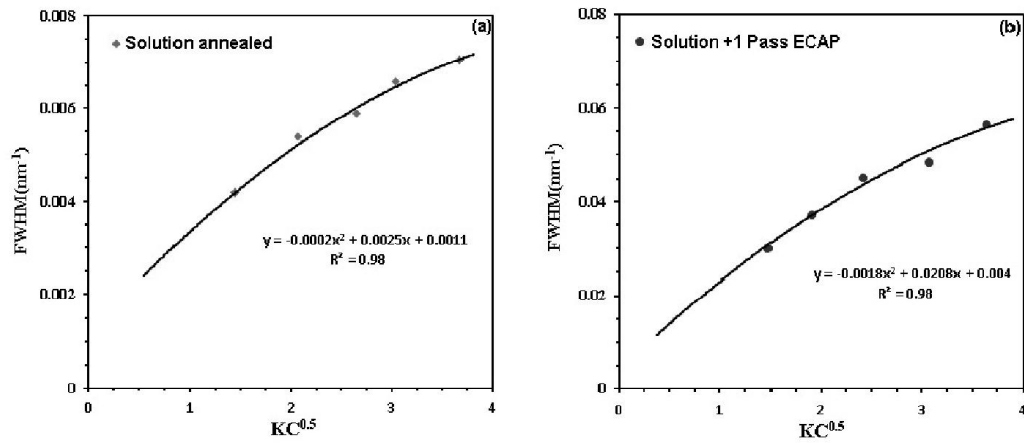 (a)
Solution annealed
0.008
0.006
0.004
0.002
0
FWHM(nm⁻¹)
y = -0.0002x² + 0.0025x + 0.0011
R² = 0.98
0 1 2 3 4
KC^0.5
(b)
Solution +1 Pass ECAP
0.08
0.06
0.04
0.02
0
FWHM(nm⁻¹)
y = -0.0018x² + 0.0208x + 0.004
R² = 0.98
0 1 2 3 4
KC^0.5